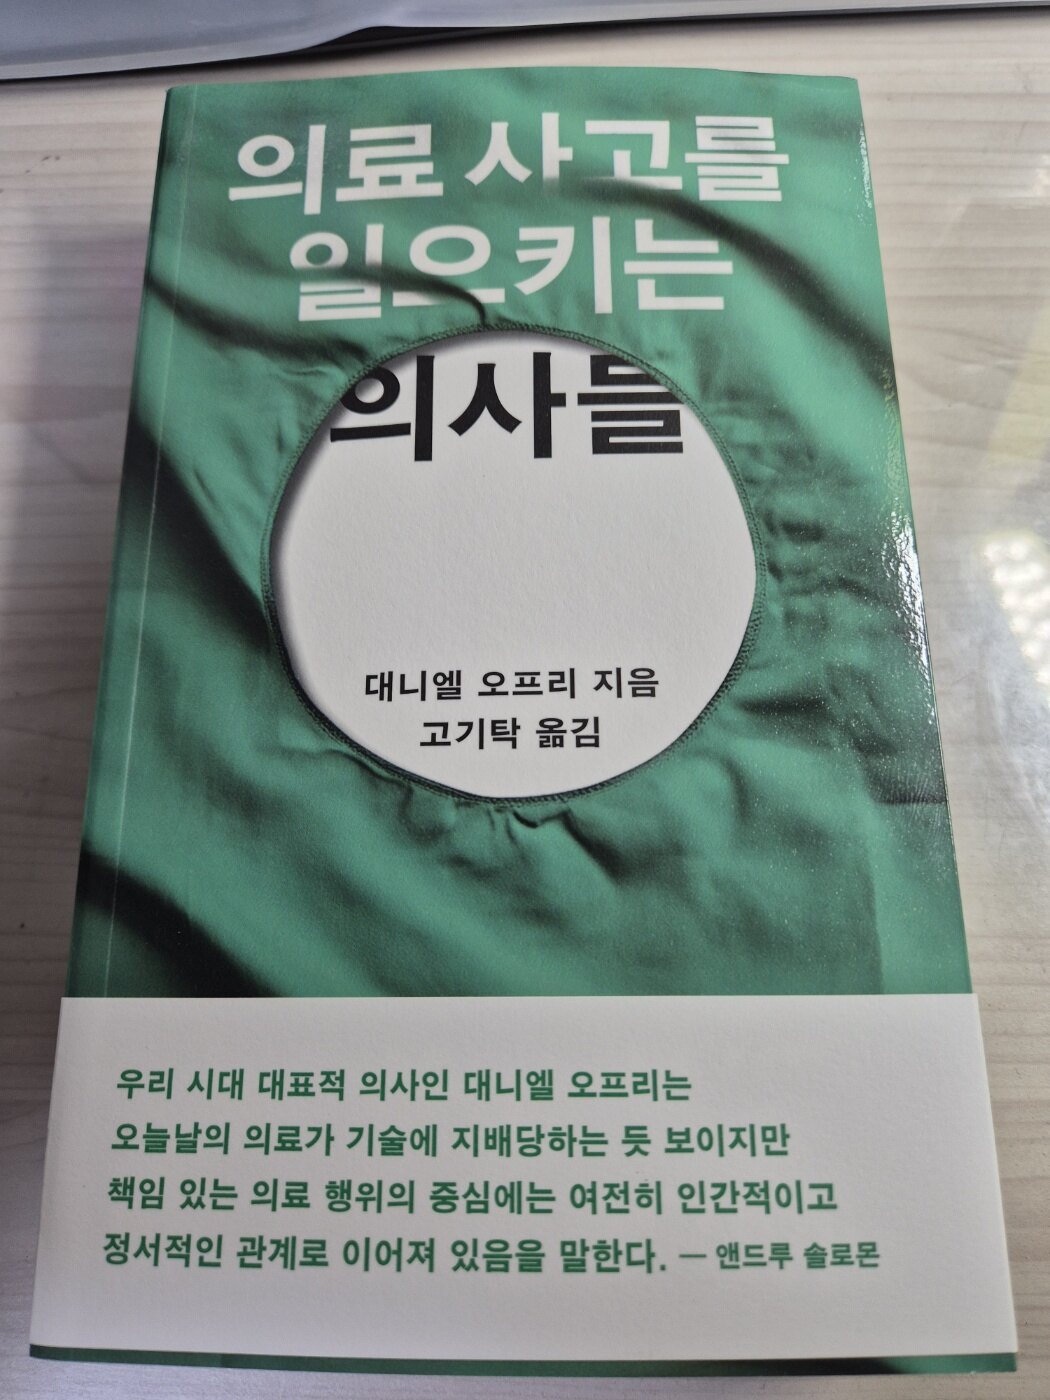 의료 사고를
일으키는
의사들
대니엘 오프리 지음
고기탁 옮김
우리 시대 대표적 의사인 대니엘 오프리는
오늘날의 의료가 기술에 지배당하는 듯 보이지만
책임 있는 의료 행위의 중심에는 여전히 인간적이고
정서적인 관계로 이어져 있음을 말한다. — 앤드루 솔로몬